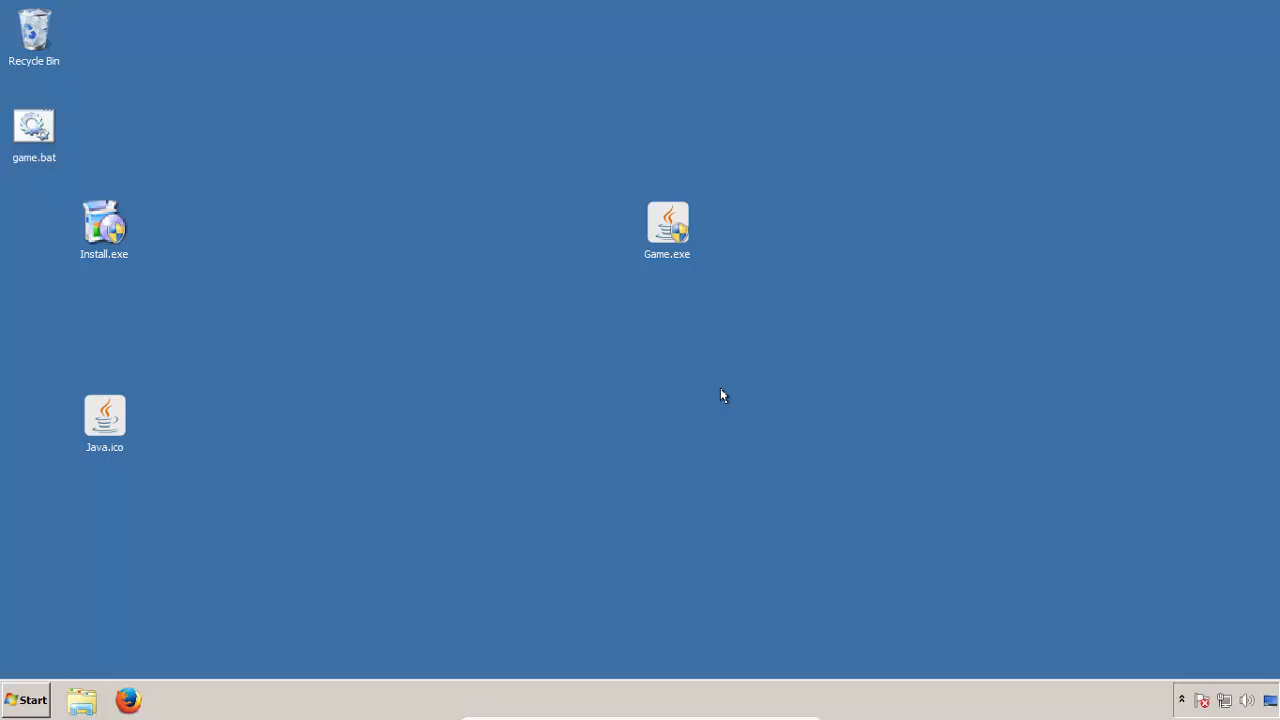 Recycle Bin
game.bat
Install.exe
Game.exe
Java.ico
Start